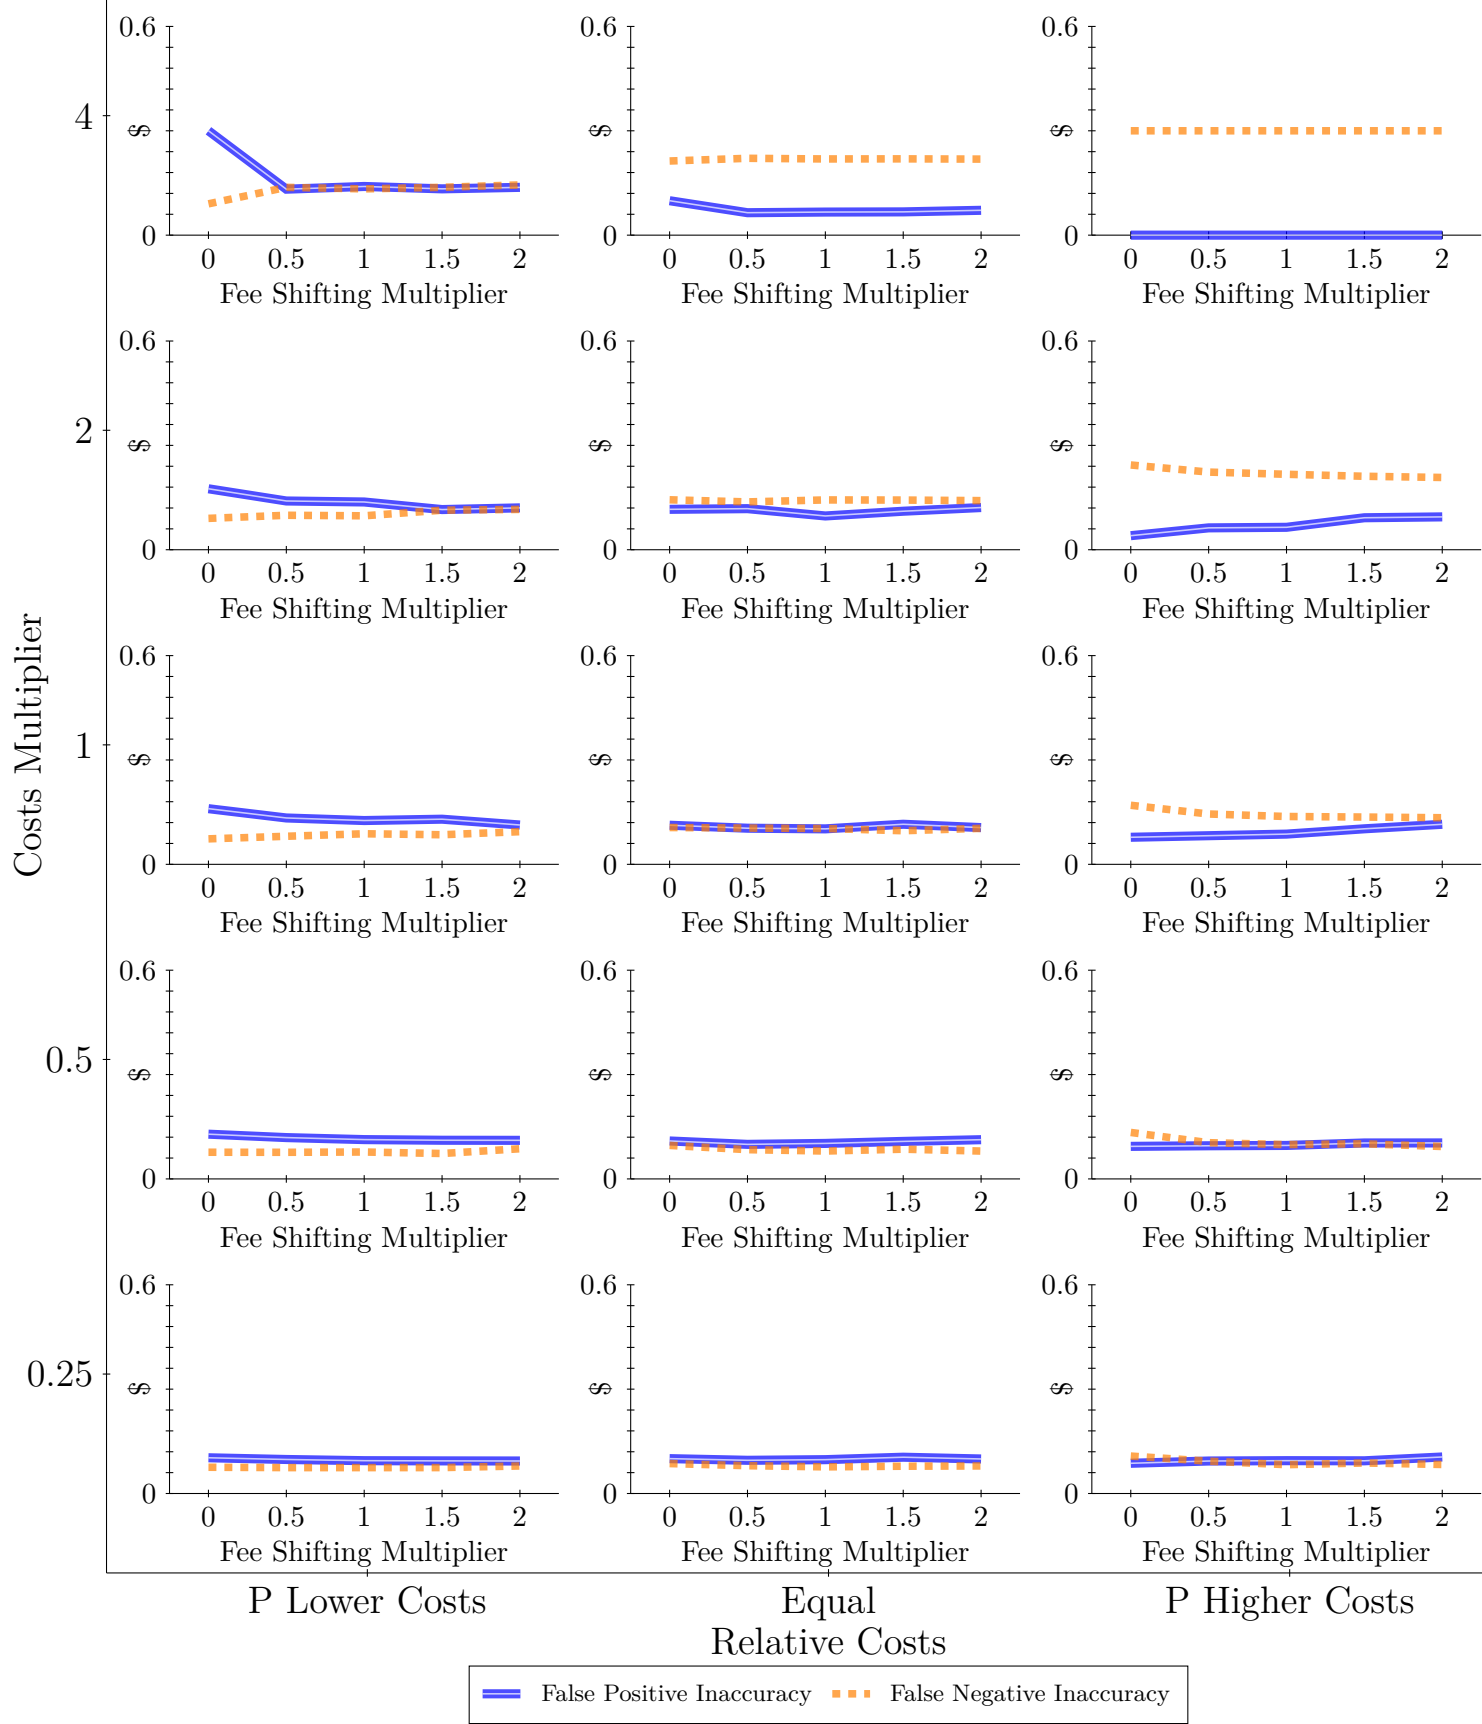 Costs Multiplier
4
0.6
$
0
0 0.5 1 1.5 2
Fee Shifting Multiplier
0.6
$
0
0 0.5 1 1.5 2
Fee Shifting Multiplier
0.6
$
0
0 0.5 1 1.5 2
Fee Shifting Multiplier
2
0.6
$
0
0 0.5 1 1.5 2
Fee Shifting Multiplier
0.6
$
0
0 0.5 1 1.5 2
Fee Shifting Multiplier
0.6
$
0
0 0.5 1 1.5 2
Fee Shifting Multiplier
1
0.6
$
0
0 0.5 1 1.5 2
Fee Shifting Multiplier
0.6
$
0
0 0.5 1 1.5 2
Fee Shifting Multiplier
0.6
$
0
0 0.5 1 1.5 2
Fee Shifting Multiplier
0.5
0.6
$
0
0 0.5 1 1.5 2
Fee Shifting Multiplier
0.6
$
0
0 0.5 1 1.5 2
Fee Shifting Multiplier
0.6
$
0
0 0.5 1 1.5 2
Fee Shifting Multiplier
0.25
0.6
$
0
0 0.5 1 1.5 2
Fee Shifting Multiplier
0.6
$
0
0 0.5 1 1.5 2
Fee Shifting Multiplier
0.6
$
0
0 0.5 1 1.5 2
Fee Shifting Multiplier
P Lower Costs Equal P Higher Costs
Relative Costs
False Positive Inaccuracy False Negative Inaccuracy